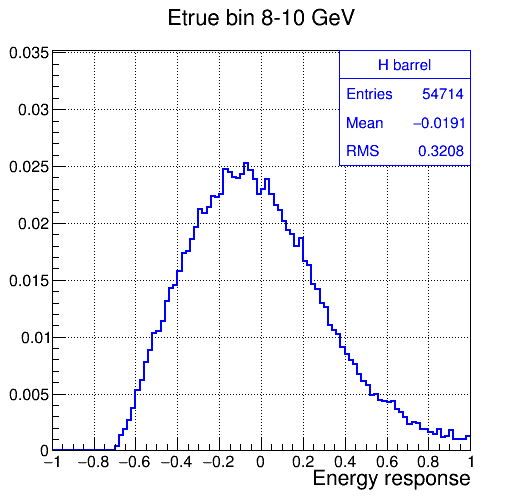 Etrue bin 8-10 GeV
H barrel
Entries 54714
Mean −0.0191
RMS 0.3208
0.035
0.03
0.025
0.02
0.015
0.01
0.005
0
−1 −0.8 −0.6 −0.4 −0.2 0 0.2 0.4 0.6 0.8 1
Energy response